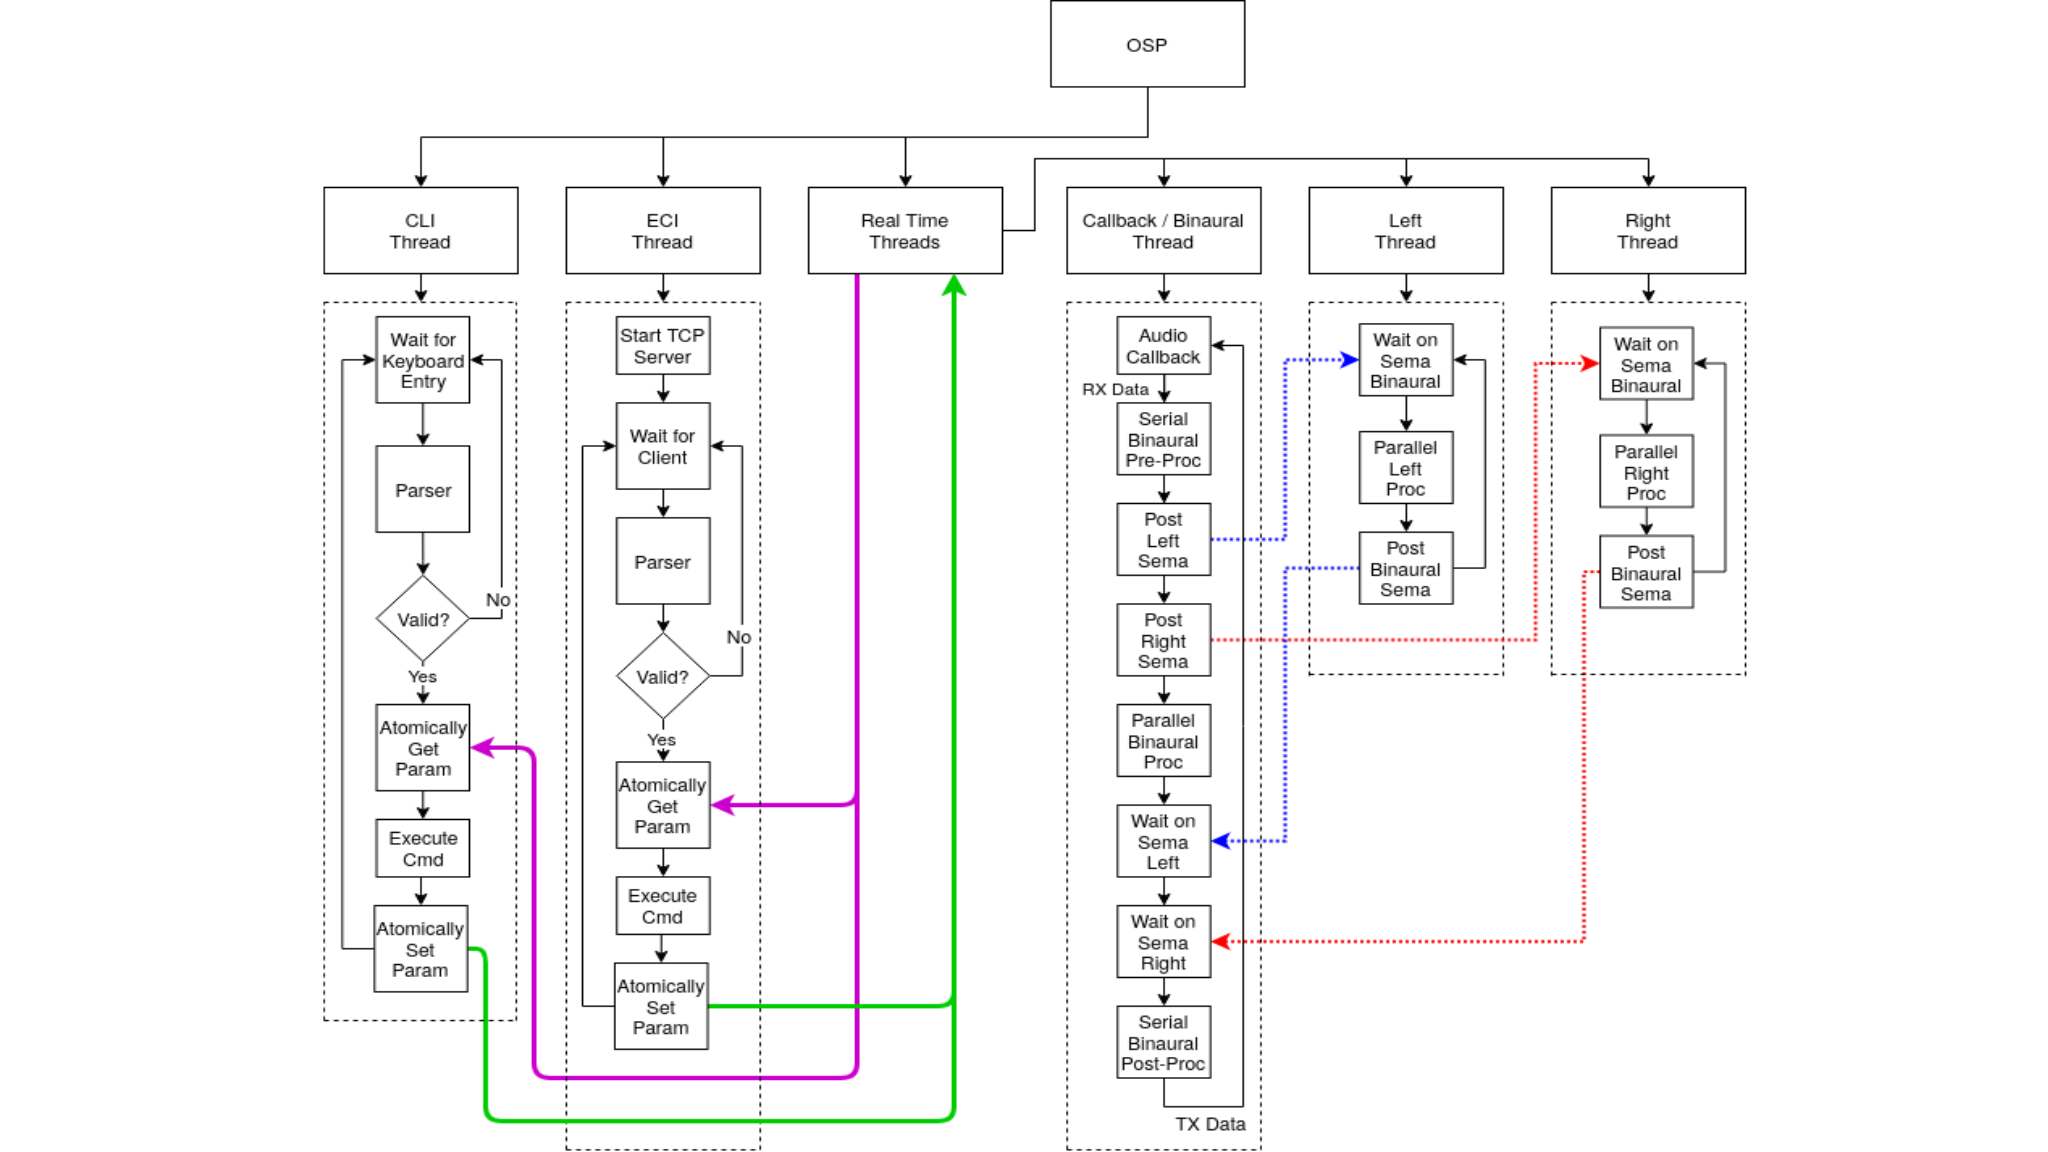 OSP
CLI
Thread
ECI
Thread
Real Time
Threads
Callback / Binaural
Thread
Left
Thread
Right
Thread
Wait for
Keyboard
Entry
Parser
No
Valid?
Yes
Atomically
Get
Param
Execute
Cmd
Atomically
Set
Param
Start TCP
Server
Wait for
Client
Parser
No
Valid?
Yes
Atomically
Get
Param
Execute
Cmd
Atomically
Set
Param
Audio
Callback
RX Data
Serial
Binaural
Pre-Proc
Post
Left
Sema
Post
Right
Sema
Parallel
Binaural
Proc
Wait on
Sema
Left
Wait on
Sema
Right
Serial
Binaural
Post-Proc
TX Data
Wait on
Sema
Binaural
Parallel
Left
Proc
Post
Binaural
Sema
Wait on
Sema
Binaural
Parallel
Right
Proc
Post
Binaural
Sema